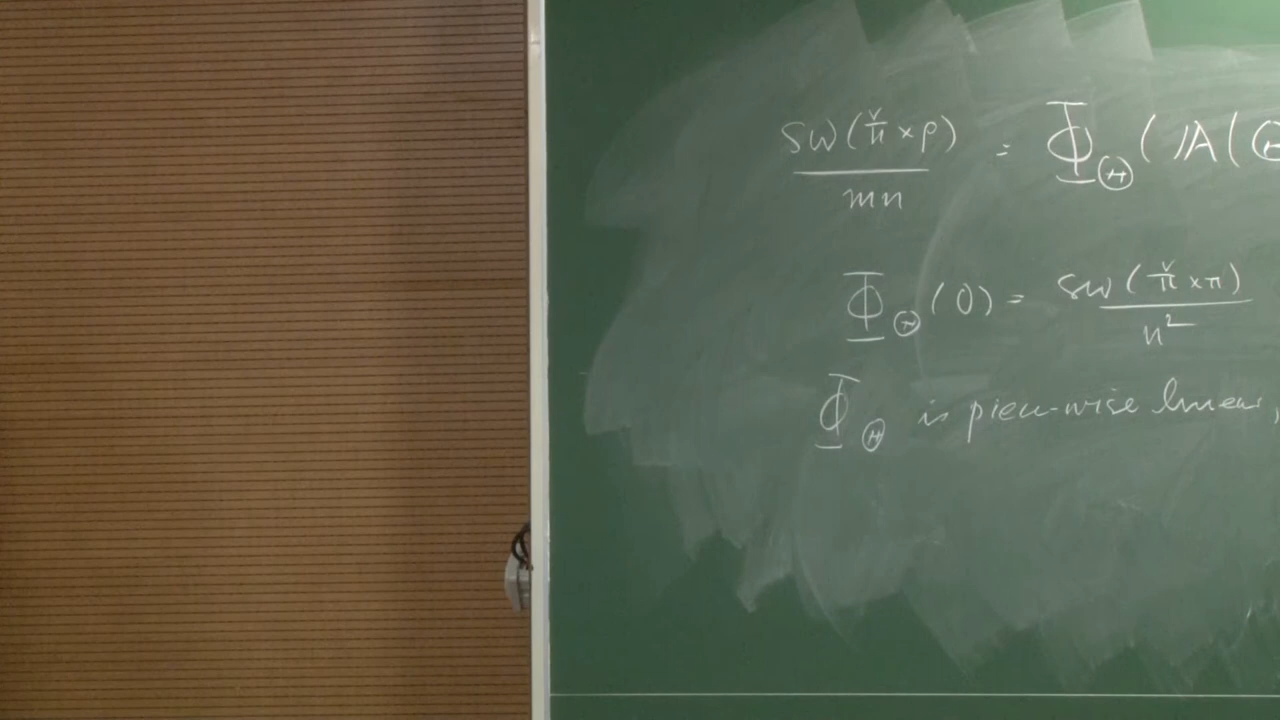 sw(π̌ × ρ) / mn = Φ_Θ (𝔸(Θ
Φ_Θ (0) = sw(π̌ × π) / n²
Φ_Θ is piece-wise linear,